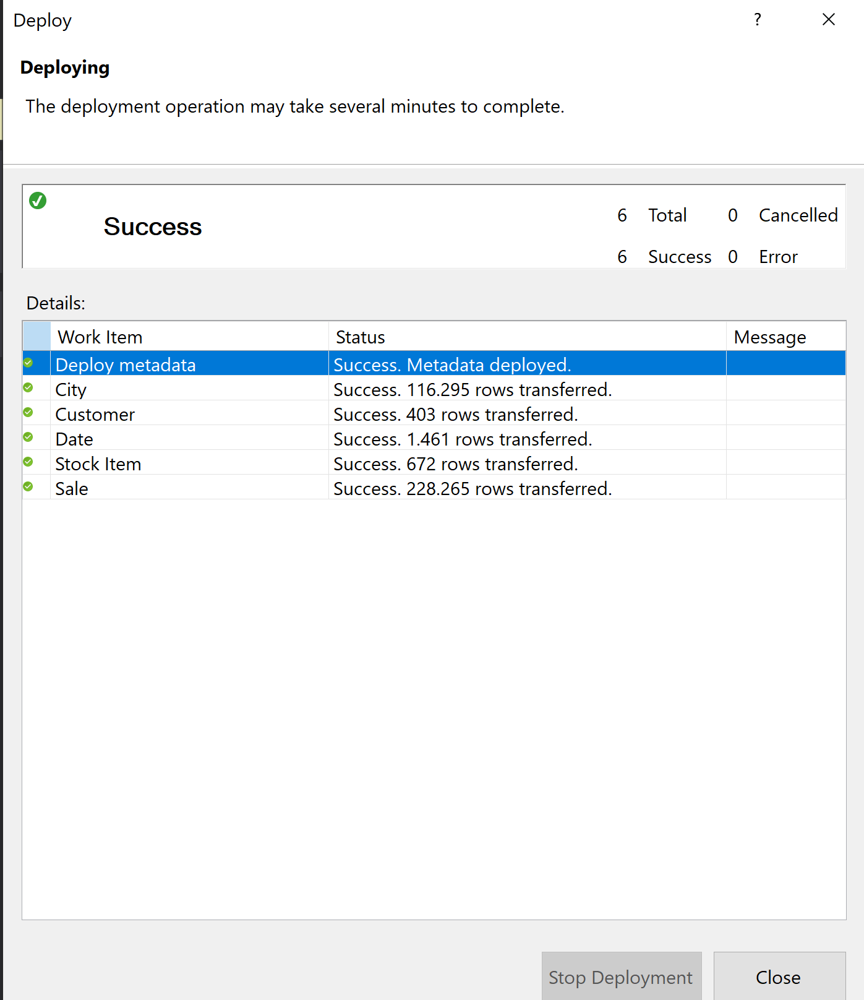 Deploy ?
Deploying
The deployment operation may take several minutes to complete.
Success
6 Total 0 Cancelled
6 Success 0 Error
Details:
Work Item Status Message
Deploy metadata Success. Metadata deployed.
City Success. 116.295 rows transferred.
Customer Success. 403 rows transferred.
Date Success. 1.461 rows transferred.
Stock Item Success. 672 rows transferred.
Sale Success. 228.265 rows transferred.
Stop Deployment Close